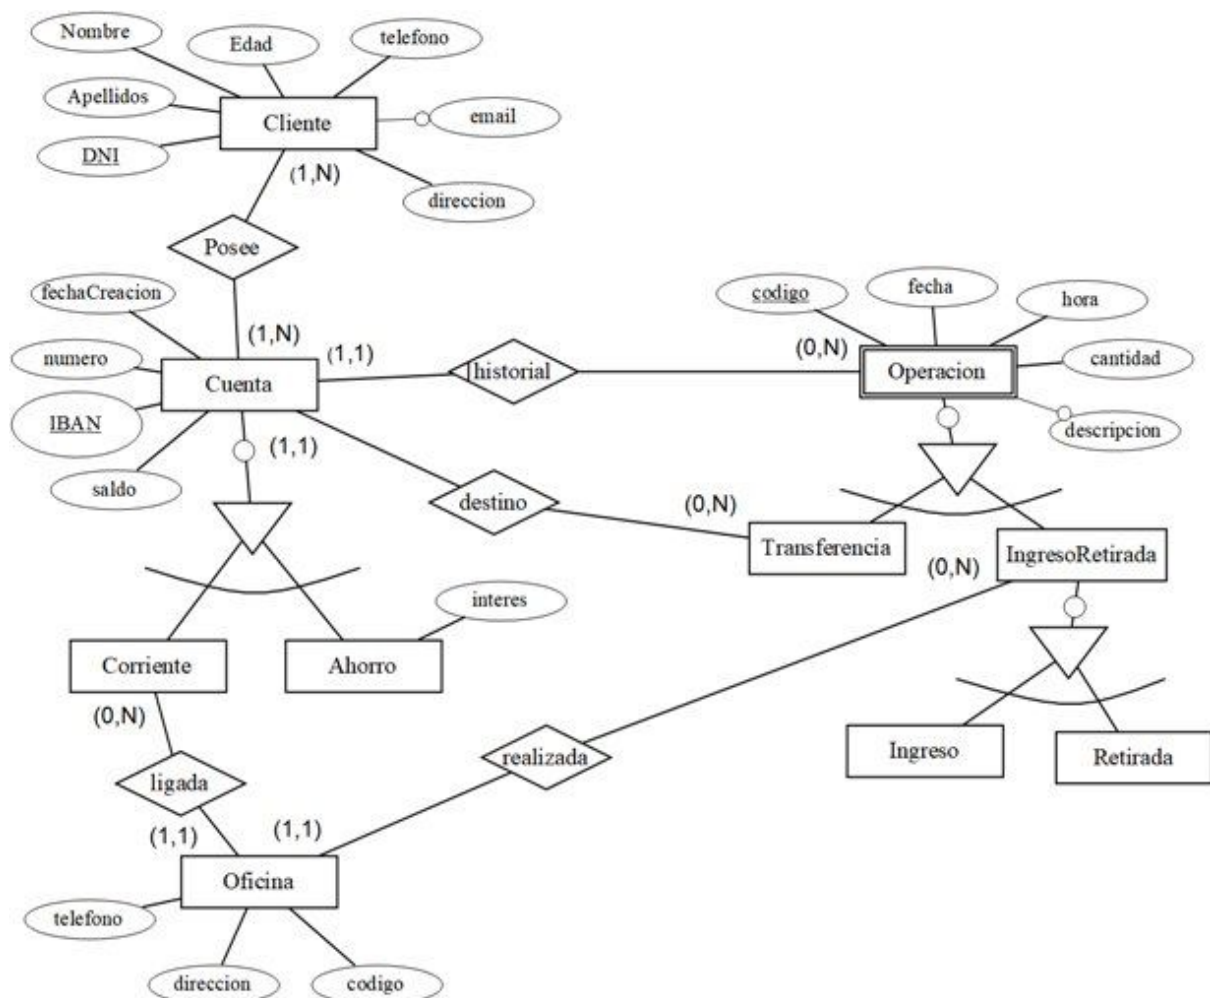 Nombre
Edad
telefono
Apellidos
Cliente
email
DNI
(1,N)
direccion
Posee
fechaCreacion
codigo
fecha
hora
(1,N)
(1,1)
historial
(0,N)
numero
Cuenta
Operacion
cantidad
IBAN
(1,1)
descripcion
saldo
destino
(0,N)
Transferencia
IngresoRetirada
(0,N)
interes
Corriente
Ahorro
(0,N)
ligada
realizada
Ingreso
Retirada
(1,1)
(1,1)
Oficina
telefono
direccion
codigo